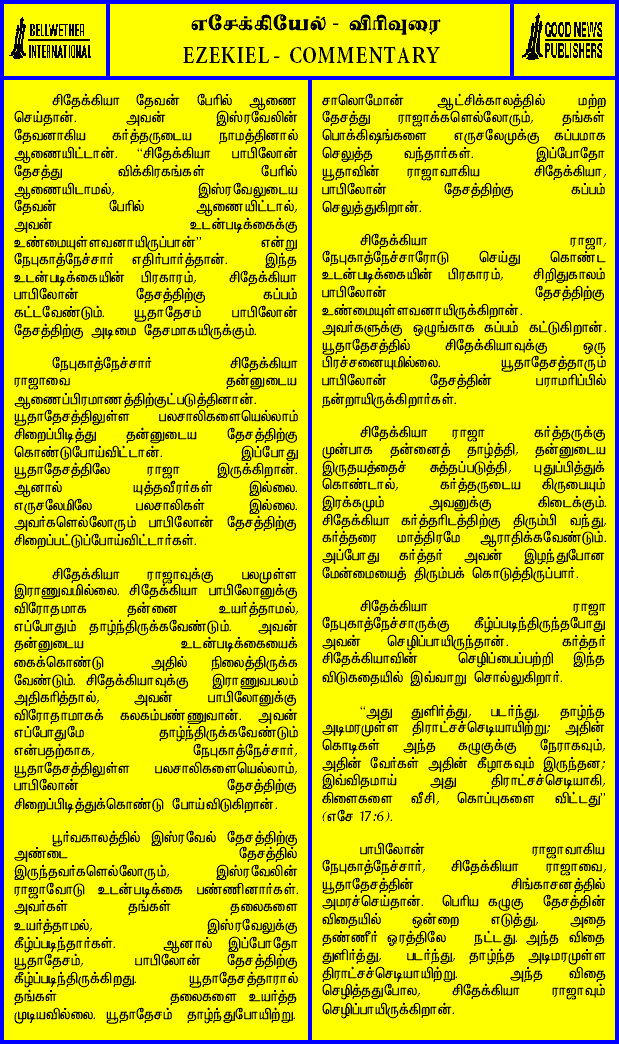 BELLWETHER
INTERNATIONAL
எசேக்கியேல் - விரிவுரை
EZEKIEL - COMMENTARY
GOOD NEWS
PUBLISHERS
சிதேக்கியா தேவன் பேரில் ஆணை
செய்தான். அவன் இஸ்ரவேலின்
தேவனாகிய கர்த்தருடைய நாமத்தினால்
ஆணையிட்டான். “சிதேக்கியா பாபிலோன்
தேசத்து விக்கிரகங்கள் பேரில்
ஆணையிடாமல், இஸ்ரவேலுடைய
தேவன் பேரில் ஆணையிட்டால்,
அவன் உடன்படிக்கைக்கு
உண்மையுள்ளவனாயிருப்பான்” என்று
நேபுகாத்நேச்சார் எதிர்பார்த்தான். இந்த
உடன்படிக்கையின் பிரகாரம், சிதேக்கியா
பாபிலோன் தேசத்திற்கு கப்பம்
கட்டவேண்டும். யூதாதேசம் பாபிலோன்
தேசத்திற்கு அடிமை தேசமாகயிருக்கும்.
நேபுகாத்நேச்சார் சிதேக்கியா
ராஜாவை தன்னுடைய
ஆணைப்பிரமாணத்திற்குட்படுத்தினான்.
யூதாதேசத்திலுள்ள பலசாலிகளையெல்லாம்
சிறைப்பிடித்து தன்னுடைய தேசத்திற்கு
கொண்டுபோய்விட்டான். இப்போது
யூதாதேசத்திலே ராஜா இருக்கிறான்.
ஆனால் யுத்தவீரர்கள் இல்லை.
எருசலேமிலே பலசாலிகள் இல்லை.
அவர்களெல்லோரும் பாபிலோன் தேசத்திற்கு
சிறைப்பட்டுப்போய்விட்டார்கள்.
சிதேக்கியா ராஜாவுக்கு பலமுள்ள
இராணுவமில்லை. சிதேக்கியா பாபிலோனுக்கு
விரோதமாக தன்னை உயர்த்தாமல்,
எப்போதும் தாழ்ந்திருக்கவேண்டும். அவன்
தன்னுடைய உடன்படிக்கையைக்
கைக்கொண்டு அதில் நிலைத்திருக்க
வேண்டும். சிதேக்கியாவுக்கு இராணுவபலம்
அதிகரித்தால், அவன் பாபிலோனுக்கு
விரோதாமாகக் கலகம்பண்ணுவான். அவன்
எப்போதுமே தாழ்ந்திருக்கவேண்டும்
என்பதற்காக, நேபுகாத்நேச்சார்,
யூதாதேசத்திலுள்ள பலசாலிகளையெல்லாம்,
பாபிலோன் தேசத்திற்கு
சிறைப்பிடித்துக்கொண்டு போய்விடுகிறான்.
பூர்வகாலத்தில் இஸ்ரவேல் தேசத்திற்கு
அண்டை தேசத்தில்
இருந்தவர்களெல்லோரும், இஸ்ரவேலின்
ராஜாவோடு உடன்படிக்கை பண்ணினார்கள்.
அவர்கள் தங்கள் தலைகளை
உயர்த்தாமல், இஸ்ரவேலுக்கு
கீழ்ப்படிந்தார்கள். ஆனால் இப்போதோ
யூதாதேசம், பாபிலோன் தேசத்திற்கு
கீழ்ப்படிந்திருக்கிறது. யூதாதேசத்தாரால்
தங்கள் தலைகளை உயர்த்த
முடியவில்லை. யூதாதேசம் தாழ்ந்துபோயிற்று.
சாலொமோன் ஆட்சிக்காலத்தில் மற்ற
தேசத்து ராஜாக்களெல்லோரும், தங்கள்
பொக்கிஷங்களை எருசலேமுக்கு கப்பமாக
செலுத்த வந்தார்கள். இப்போதோ
யூதாவின் ராஜாவாகிய சிதேக்கியா,
பாபிலோன் தேசத்திற்கு கப்பம்
செலுத்துகிறான்.
சிதேக்கியா ராஜா,
நேபுகாத்நேச்சாரோடு செய்து கொண்ட
உடன்படிக்கையின் பிரகாரம், சிறிதுகாலம்
பாபிலோன் தேசத்திற்கு
உண்மையுள்ளவனாயிருக்கிறான்.
அவர்களுக்கு ஒழுங்காக கப்பம் கட்டுகிறான்.
யூதாதேசத்தில் சிதேக்கியாவுக்கு ஒரு
பிரச்சனையுமில்லை. யூதாதேசத்தாரும்
பாபிலோன் தேசத்தின் பராமரிப்பில்
நன்றாயிருக்கிறார்கள்.
சிதேக்கியா ராஜா கர்த்தருக்கு
முன்பாக தன்னைத் தாழ்த்தி, தன்னுடைய
இருதயத்தைச் சுத்தப்படுத்தி, புதுப்பித்துக்
கொண்டால், கர்த்தருடைய கிருபையும்
இரக்கமும் அவனுக்கு கிடைக்கும்.
சிதேக்கியா கர்த்தரிடத்திற்கு திரும்பி வந்து,
கர்த்தரை மாத்திரமே ஆராதிக்கவேண்டும்.
அப்போது கர்த்தர் அவன் இழந்துபோன
மேன்மையைத் திரும்பக் கொடுத்திருப்பார்.
சிதேக்கியா ராஜா
நேபுகாத்நேச்சாருக்கு கீழ்ப்படிந்திருந்தபோது
அவன் செழிப்பாயிருந்தான். கர்த்தர்
சிதேக்கியாவின் செழிப்பைப்பற்றி இந்த
விடுகதையில் இவ்வாறு சொல்லுகிறார்.
“அது துளிர்த்து, படர்ந்து, தாழ்ந்த
அடிமரமுள்ள திராட்சச்செடியாயிற்று; அதின்
கொடிகள் அந்த கழுகுக்கு நேராகவும்,
அதின் வேர்கள் அதின் கீழாகவும் இருந்தன;
இவ்விதமாய் அது திராட்சச்செடியாகி,
கிளைகளை வீசி, கொப்புகளை விட்டது”
(எசே 17:6).
பாபிலோன் ராஜாவாகிய
நேபுகாத்நேச்சார், சிதேக்கியா ராஜாவை,
யூதாதேசத்தின் சிங்காசனத்தில்
அமரச்செய்தான். பெரிய கழுகு தேசத்தின்
விதையில் ஒன்றை எடுத்து, அதை
தண்ணீர் ஓரத்திலே நட்டது. அந்த விதை
துளிர்த்து, படர்ந்து, தாழ்ந்த அடிமரமுள்ள
திராட்சச்செடியாயிற்று. அந்த விதை
செழித்ததுபோல, சிதேக்கியா ராஜாவும்
செழிப்பாயிருக்கிறான்.